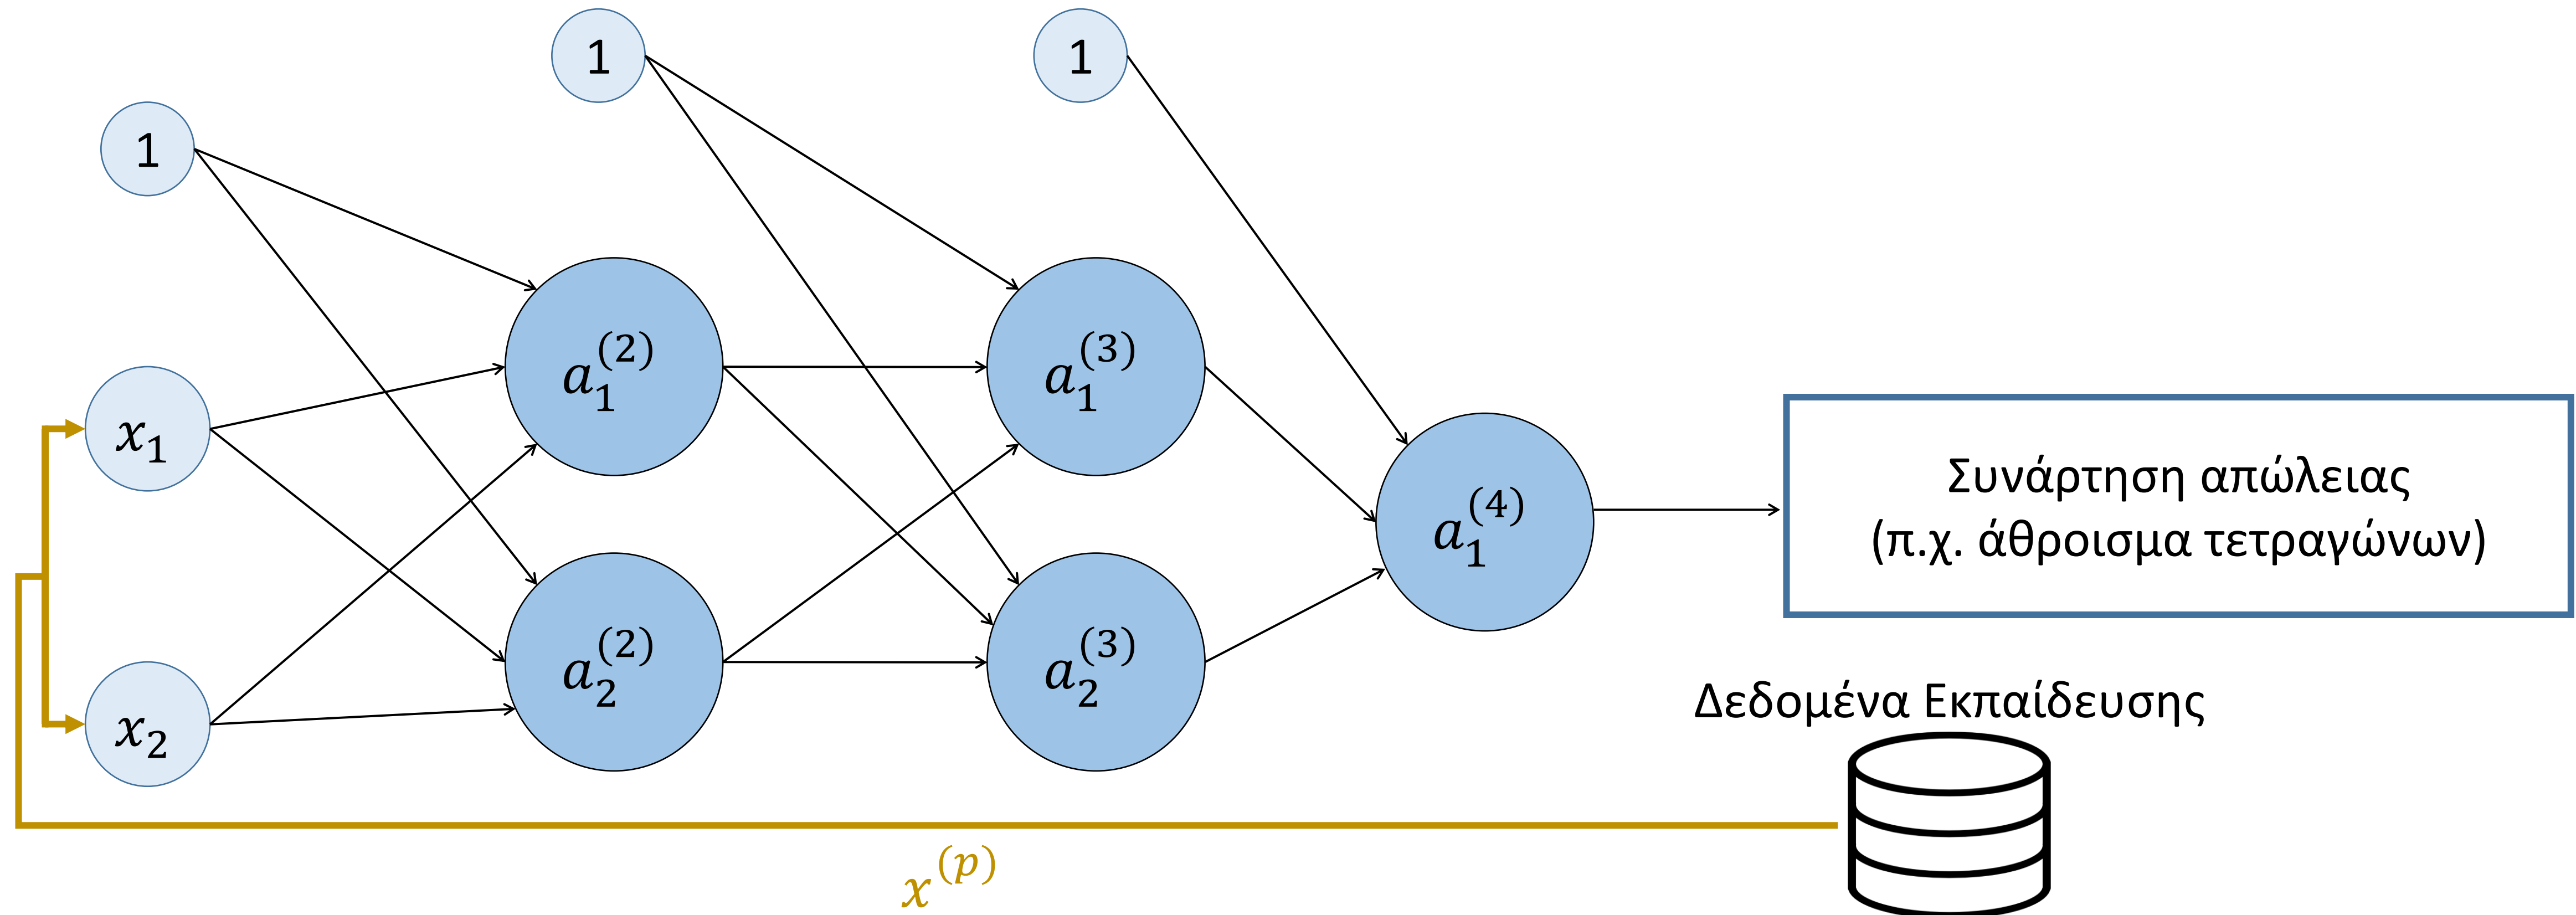 1
1
1
a_1^{(2)}
a_1^{(3)}
x_1
a_1^{(4)}
Συνάρτηση απώλειας
(π.χ. άθροισμα τετραγώνων)
a_2^{(2)}
a_2^{(3)}
x_2
Δεδομένα Εκπαίδευσης
x^{(p)}